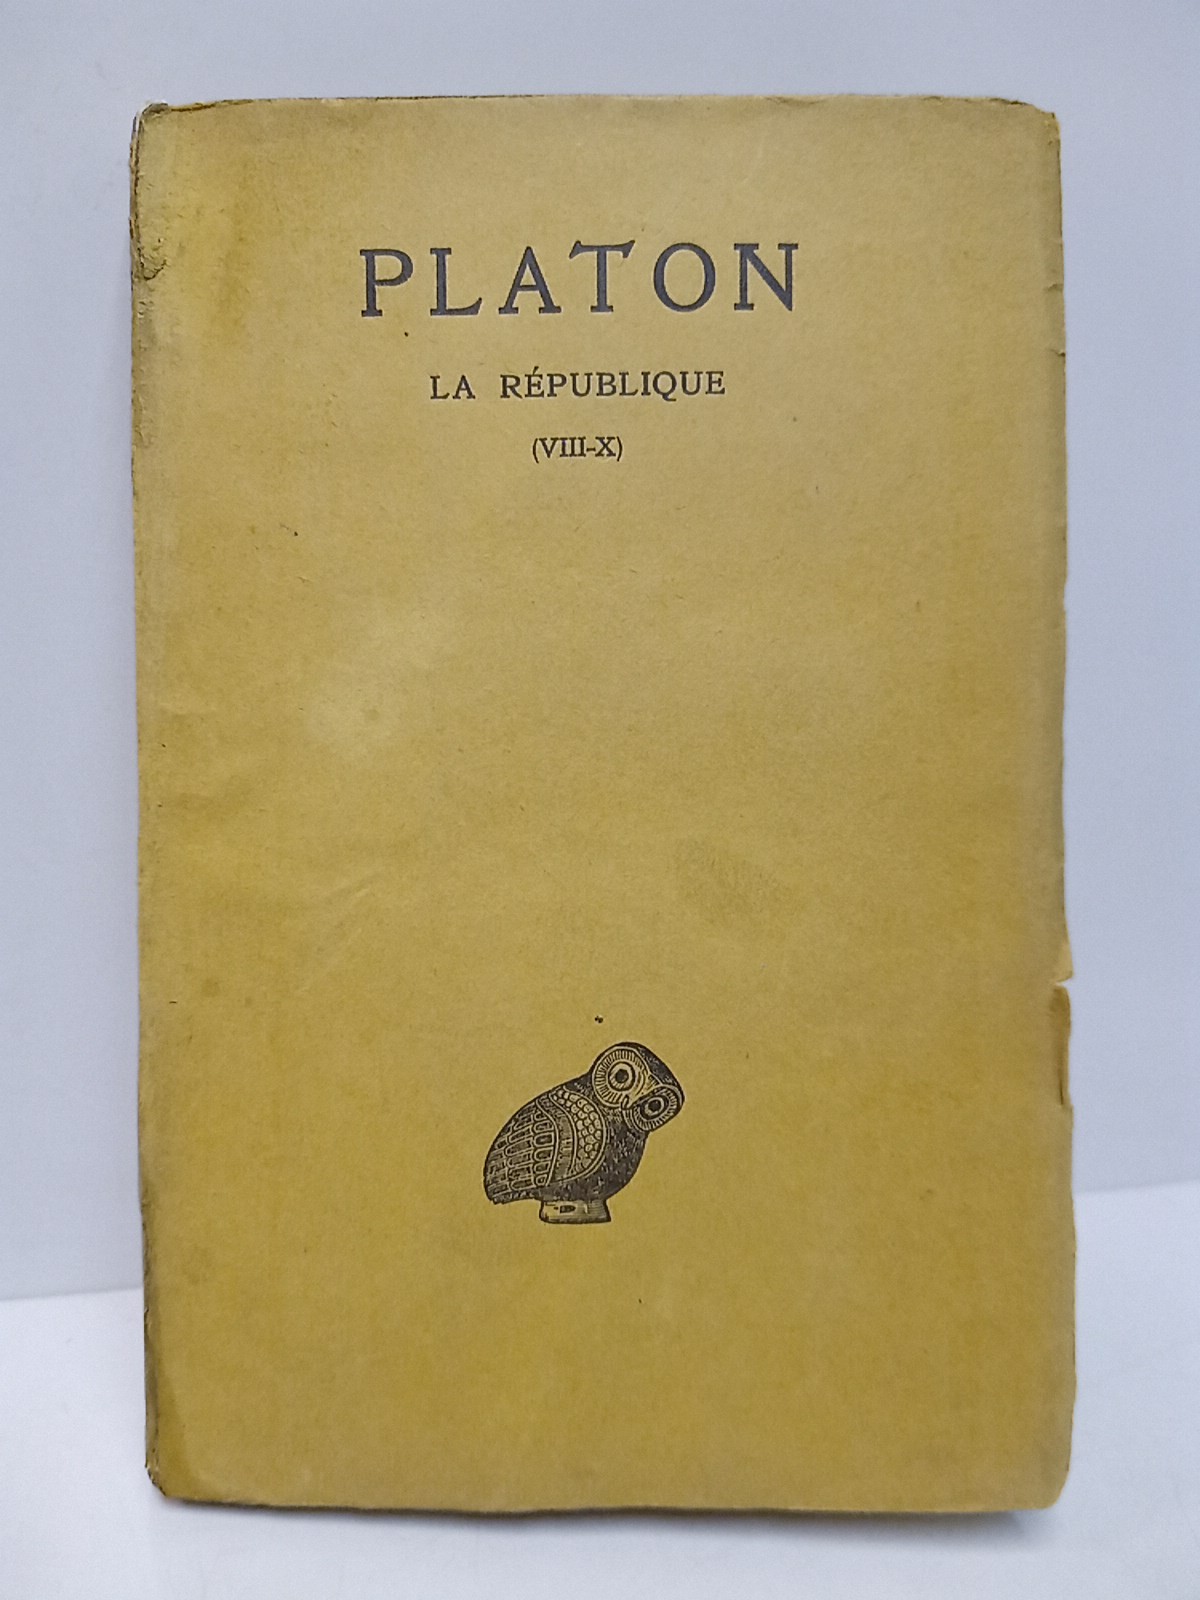 PLATON
LA RÉPUBLIQUE
(VIII-X)